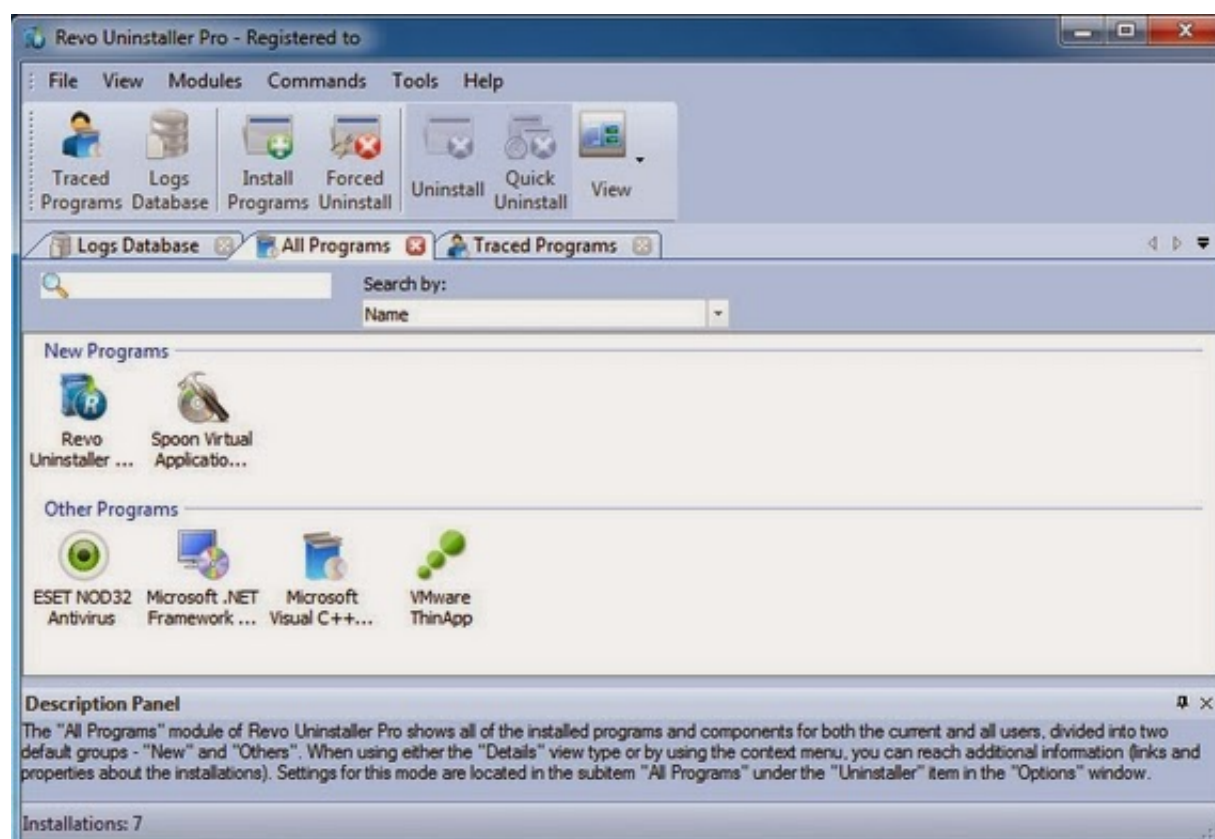 Revo Uninstaller Pro - Registered to
File View Modules Commands Tools Help
Traced Programs
Logs Database
Install Programs
Forced Uninstall
Uninstall
Quick Uninstall
View
Logs Database All Programs Traced Programs
Search by:
Name
New Programs
Revo Uninstaller ...
Spoon Virtual Applicatio...
Other Programs
ESET NOD32 Antivirus
Microsoft .NET Framework ...
Microsoft Visual C++...
VMware ThinApp
Description Panel
The "All Programs" module of Revo Uninstaller Pro shows all of the installed programs and components for both the current and all users, divided into two
default groups - "New" and "Others". When using either the "Details" view type or by using the context menu, you can reach additional information (links and
properties about the installations). Settings for this mode are located in the subitem "All Programs" under the "Uninstaller" item in the "Options" window.
Installations: 7